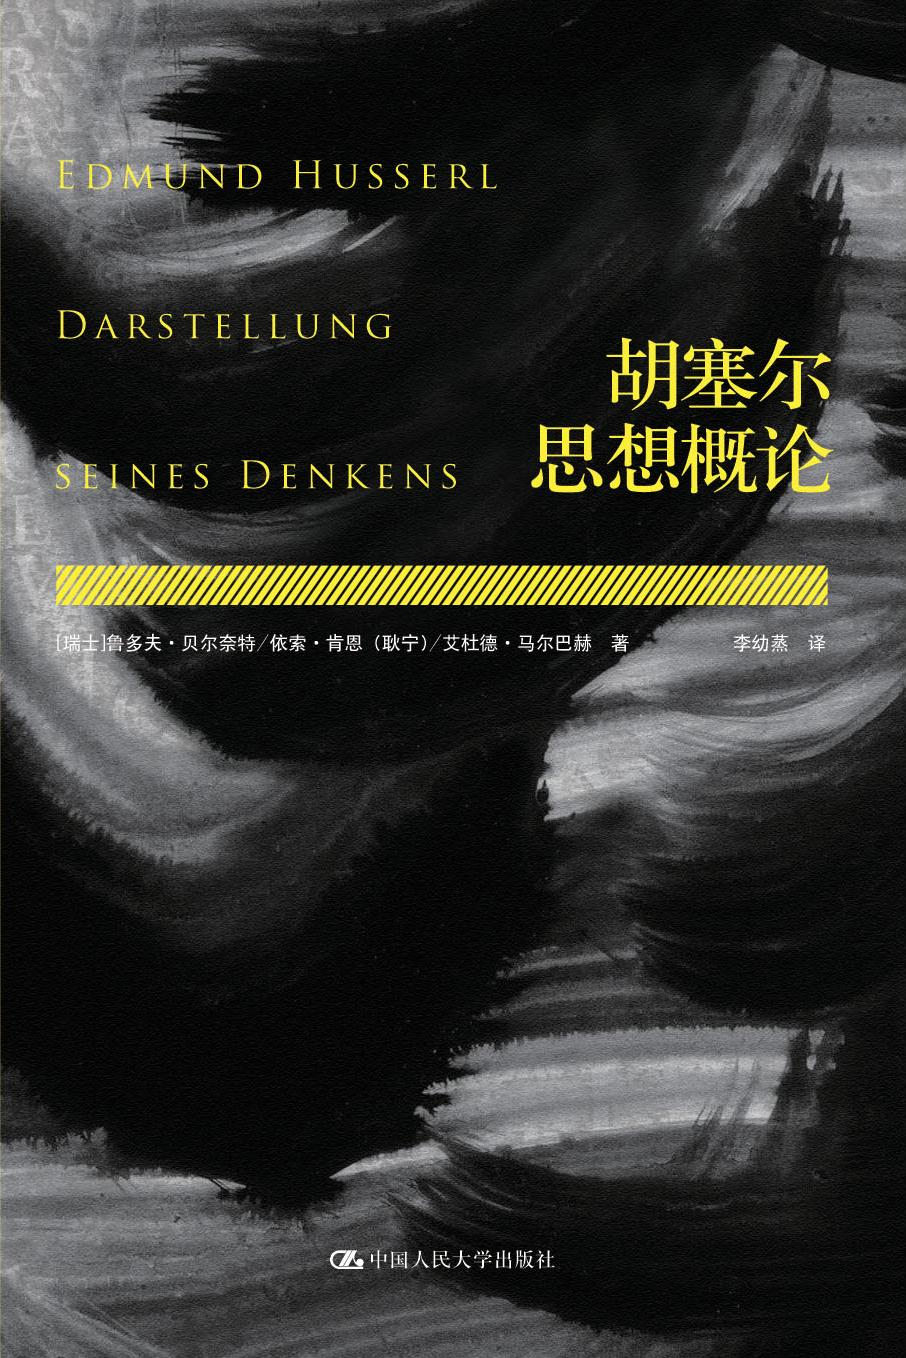 EDMUND HUSSERL
DARSTELLUNG
SEINES DENKENS
胡塞尔
思想概论
[瑞士]鲁多夫·贝尔奈特/依索·肯恩（耿宁）/艾杜德·马尔巴赫 著 李幼蒸 译
中国人民大学出版社